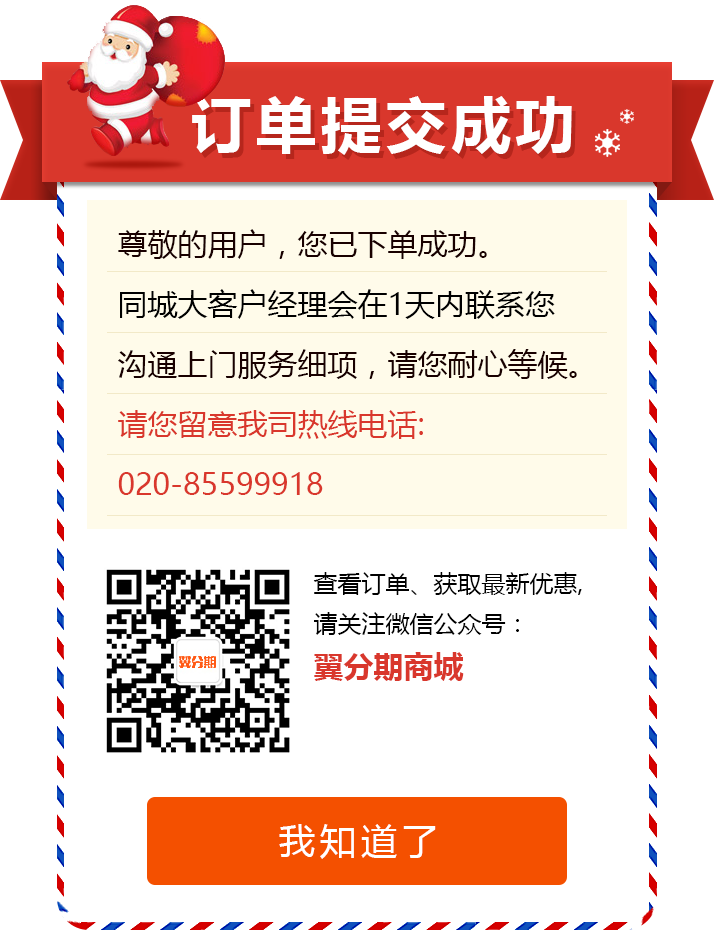 订单提交成功
尊敬的用户，您已下单成功。
同城大客户经理会在1天内联系您
沟通上门服务细项，请您耐心等候。
请您留意我司热线电话:
020-85599918
查看订单、获取最新优惠,
请关注微信公众号：
翼分期商城
翼分期
我知道了